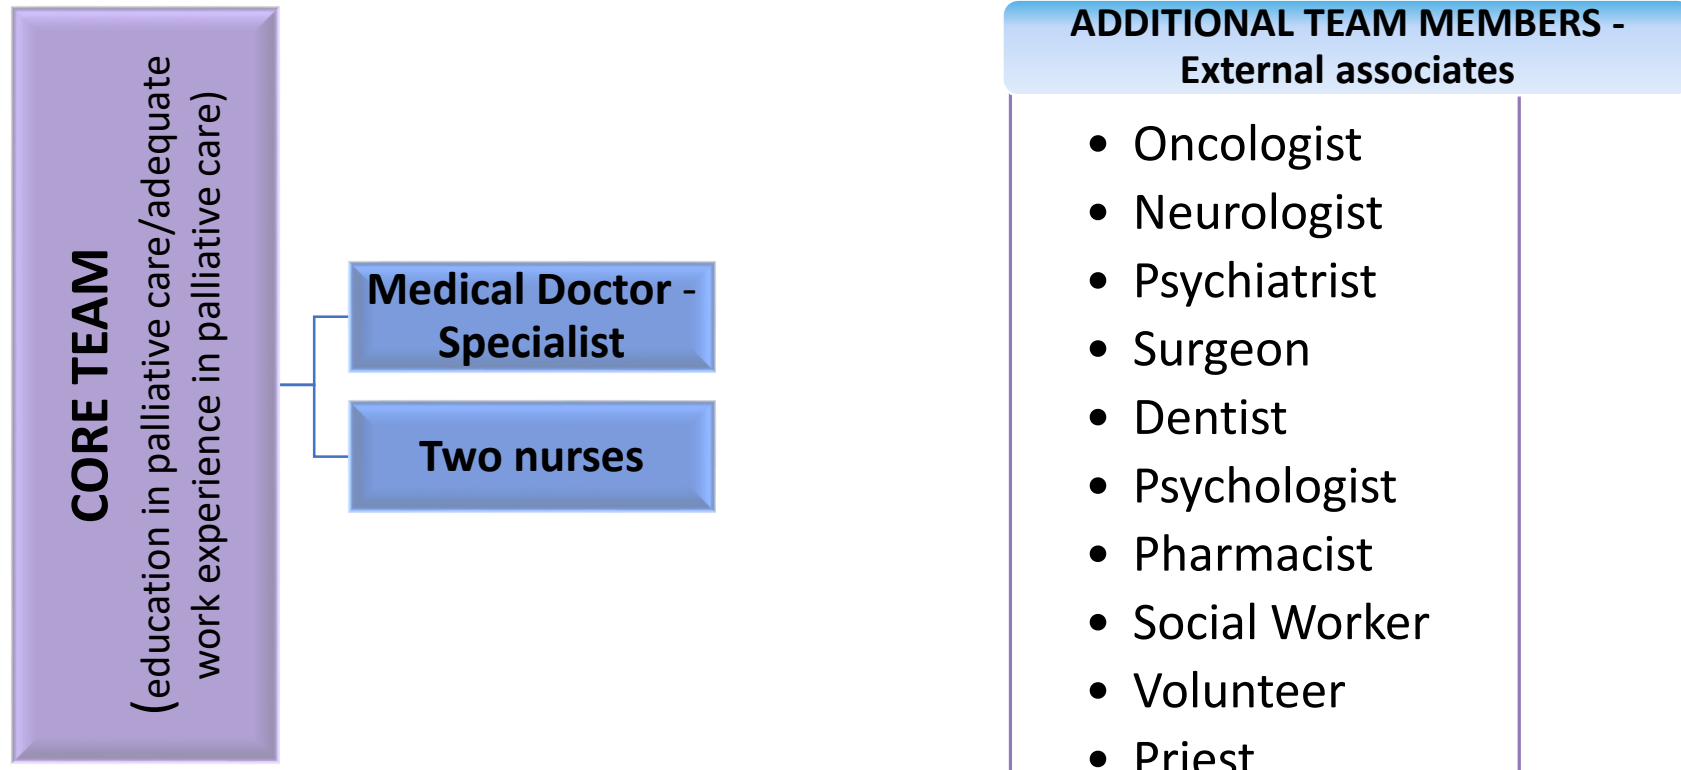 CORE TEAM
(education in palliative care/adequate
work experience in palliative care)
Medical Doctor -
Specialist
Two nurses
ADDITIONAL TEAM MEMBERS -
External associates
• Oncologist
• Neurologist
• Psychiatrist
• Surgeon
• Dentist
• Psychologist
• Pharmacist
• Social Worker
• Volunteer
• Priest